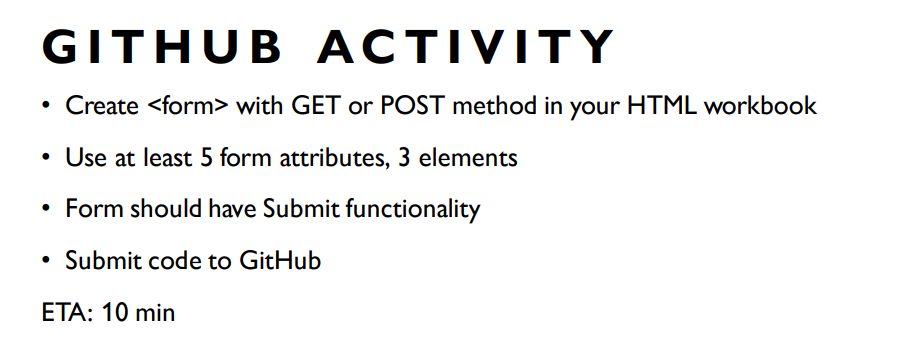 GITHUB ACTIVITY
• Create <form> with GET or POST method in your HTML workbook
• Use at least 5 form attributes, 3 elements
• Form should have Submit functionality
• Submit code to GitHub
ETA: 10 min